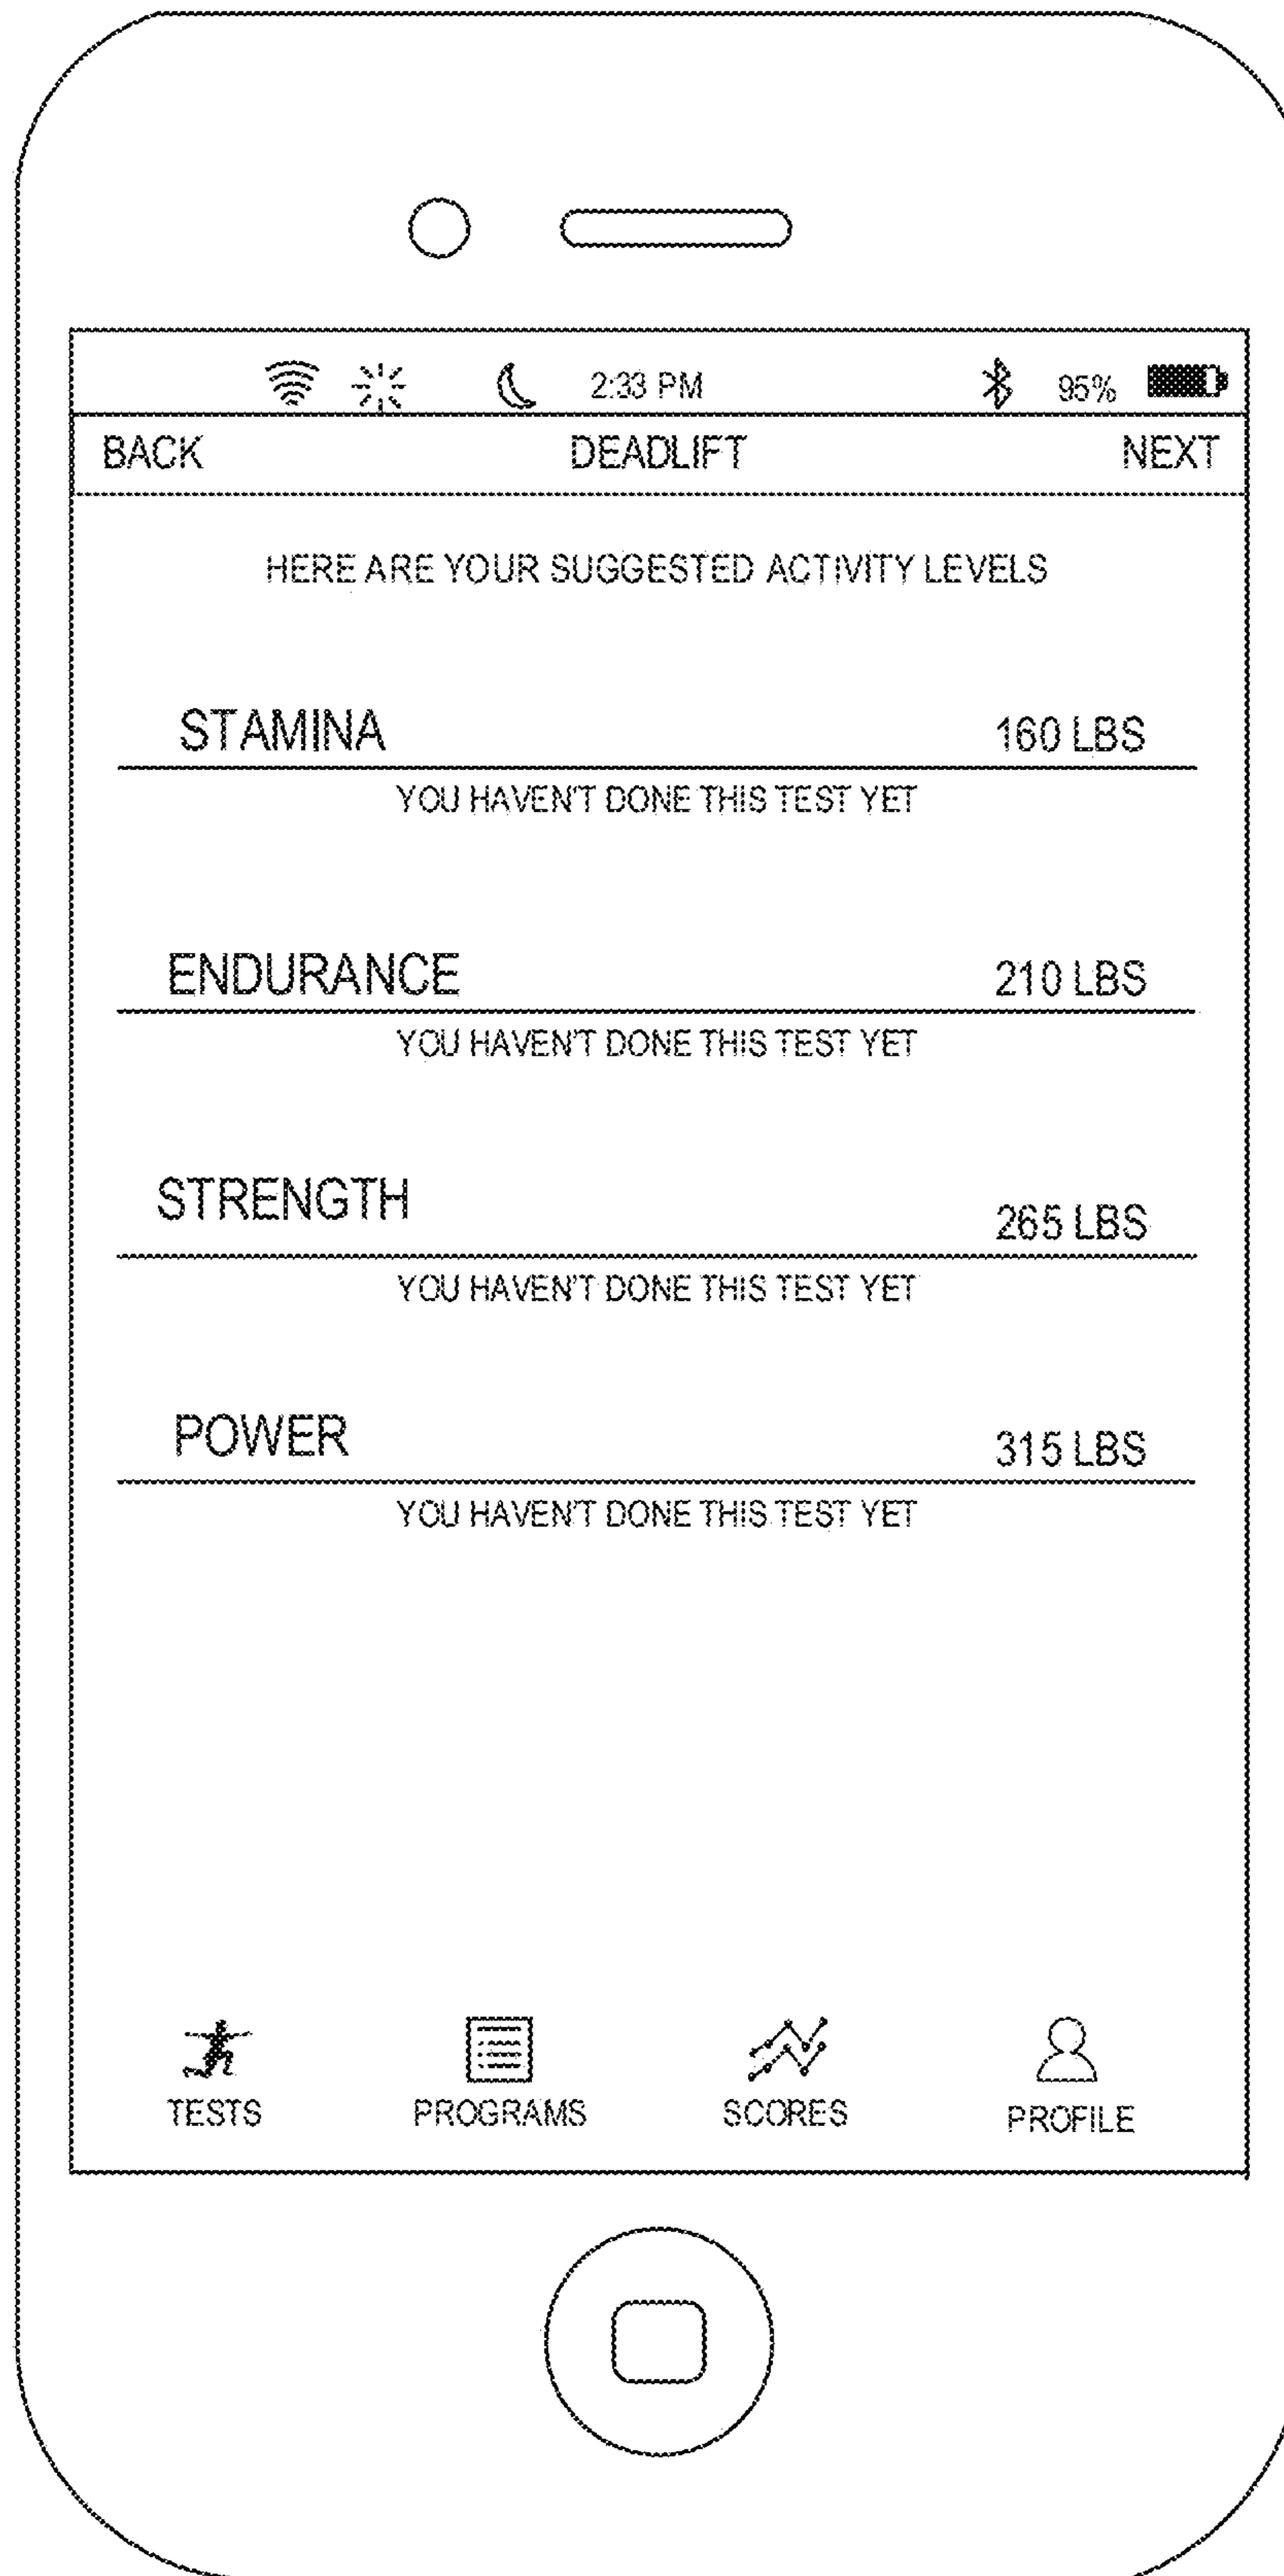 2:33 PM 95%
BACK DEADLIFT NEXT
HERE ARE YOUR SUGGESTED ACTIVITY LEVELS
STAMINA 160 LBS
YOU HAVEN'T DONE THIS TEST YET
ENDURANCE 210 LBS
YOU HAVEN'T DONE THIS TEST YET
STRENGTH 265 LBS
YOU HAVEN'T DONE THIS TEST YET
POWER 315 LBS
YOU HAVEN'T DONE THIS TEST YET
TESTS PROGRAMS SCORES PROFILE